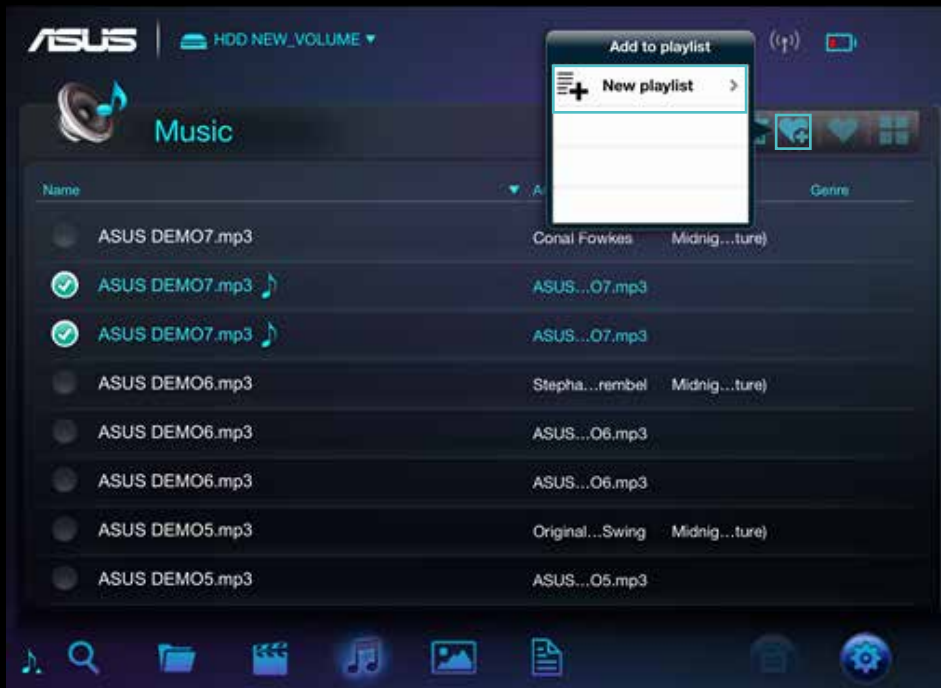 ASUS HDD NEW_VOLUME
Add to playlist
New playlist
Music
Name A Genre
ASUS DEMO7.mp3 Conal Fowkes Midnig...ture)
ASUS DEMO7.mp3 ASUS...O7.mp3
ASUS DEMO7.mp3 ASUS...O7.mp3
ASUS DEMO6.mp3 Stepha...rembel Midnig...ture)
ASUS DEMO6.mp3 ASUS...O6.mp3
ASUS DEMO6.mp3 ASUS...O6.mp3
ASUS DEMO5.mp3 Original...Swing Midnig...ture)
ASUS DEMO5.mp3 ASUS...O5.mp3